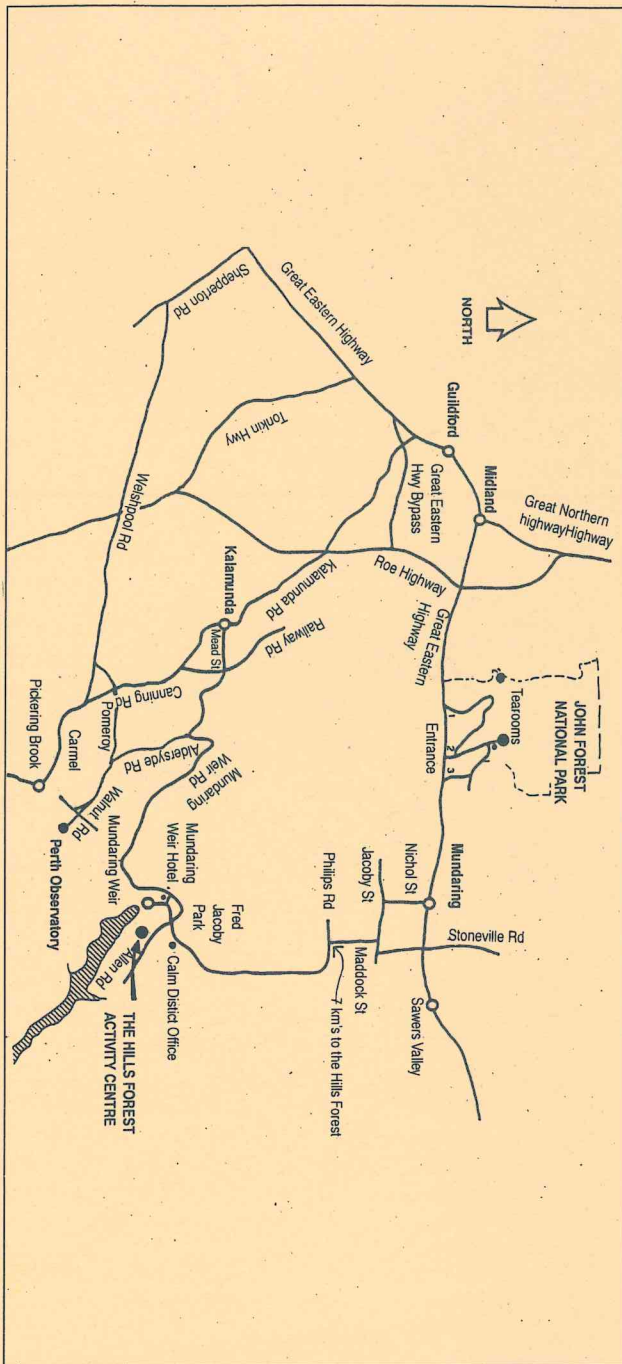 NORTH
Great Eastern Highway
Shepperton Rd
Guildford
Midland
Great Northern
highwayHighway
Great Eastern
Hwy Bypass
Tonkin Hwy
Welshpool Rd
Roe Highway
Great Eastern
Highway
Kalamunda Rd
Kalamunda
Mead St.
Railway Rd
Canning Rd
Pomeroy
Carmel
Pickering Brook
Aldersyde Rd
Walnut
Rd
Perth Observatory
Mundaring
Weir Rd
JOHN FOREST
NATIONAL PARK
Tearooms
1
2
3
Entrance
Mundaring
Nichol St
Jacoby St
Stoneville Rd
Sawers Valley
Maddock St
Philips Rd
7 km's to the Hills Forest
Mundaring
Weir Hotel
Mundaring Weir
Fred
Jacoby
Park
Calm Distict Office
Allen Rd
THE HILLS FOREST
ACTIVITY CENTRE